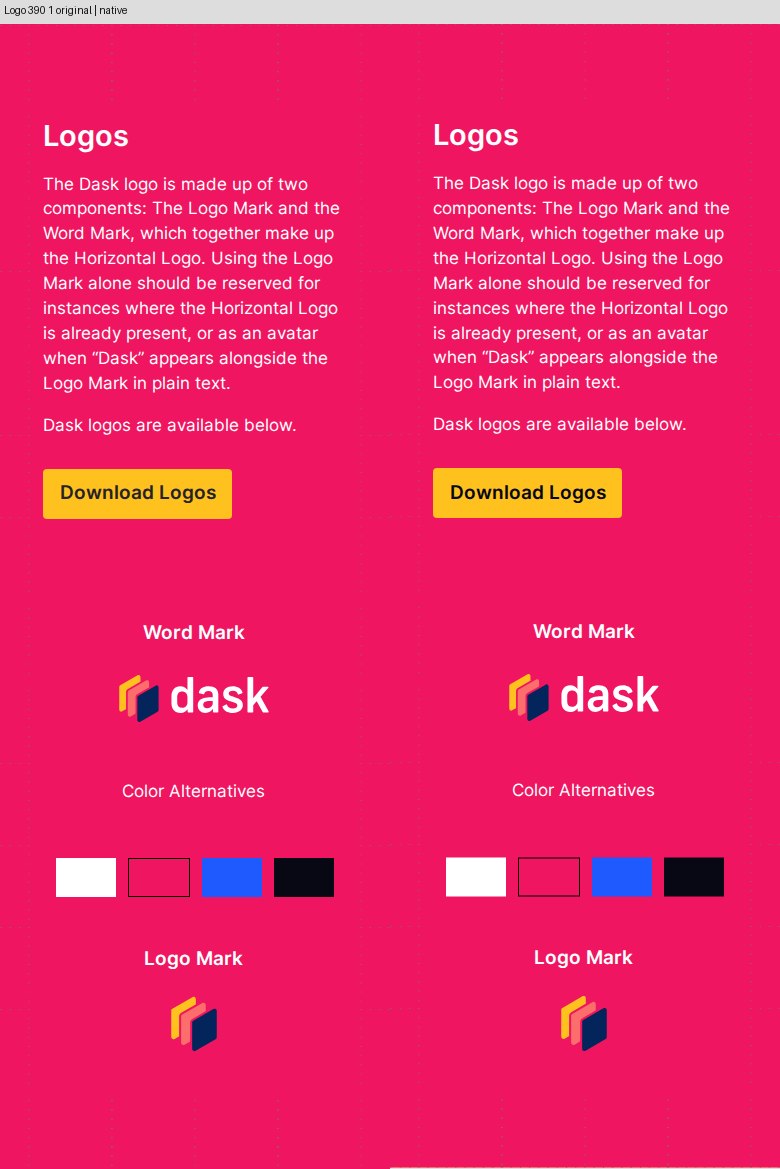 Logo 390 1 original | native
Logos
The Dask logo is made up of two
components: The Logo Mark and the
Word Mark, which together make up
the Horizontal Logo. Using the Logo
Mark alone should be reserved for
instances where the Horizontal Logo
is already present, or as an avatar
when “Dask” appears alongside the
Logo Mark in plain text.
Dask logos are available below.
Download Logos
Word Mark
dask
Color Alternatives
Logo Mark
Logos
The Dask logo is made up of two
components: The Logo Mark and the
Word Mark, which together make up
the Horizontal Logo. Using the Logo
Mark alone should be reserved for
instances where the Horizontal Logo
is already present, or as an avatar
when “Dask” appears alongside the
Logo Mark in plain text.
Dask logos are available below.
Download Logos
Word Mark
dask
Color Alternatives
Logo Mark